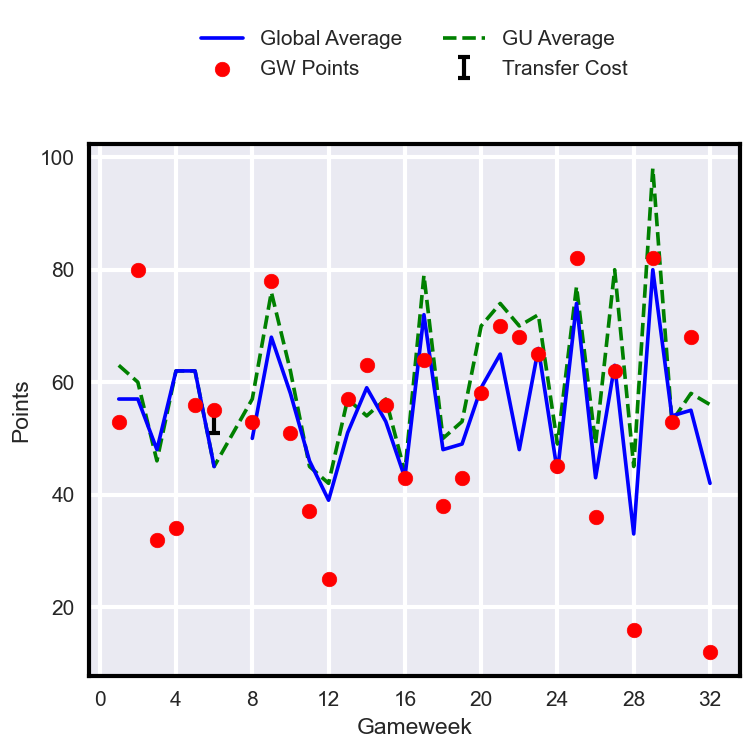 Global Average
GU Average
GW Points
Transfer Cost
100
80
60
40
20
Points
0 4 8 12 16 20 24 28 32
Gameweek